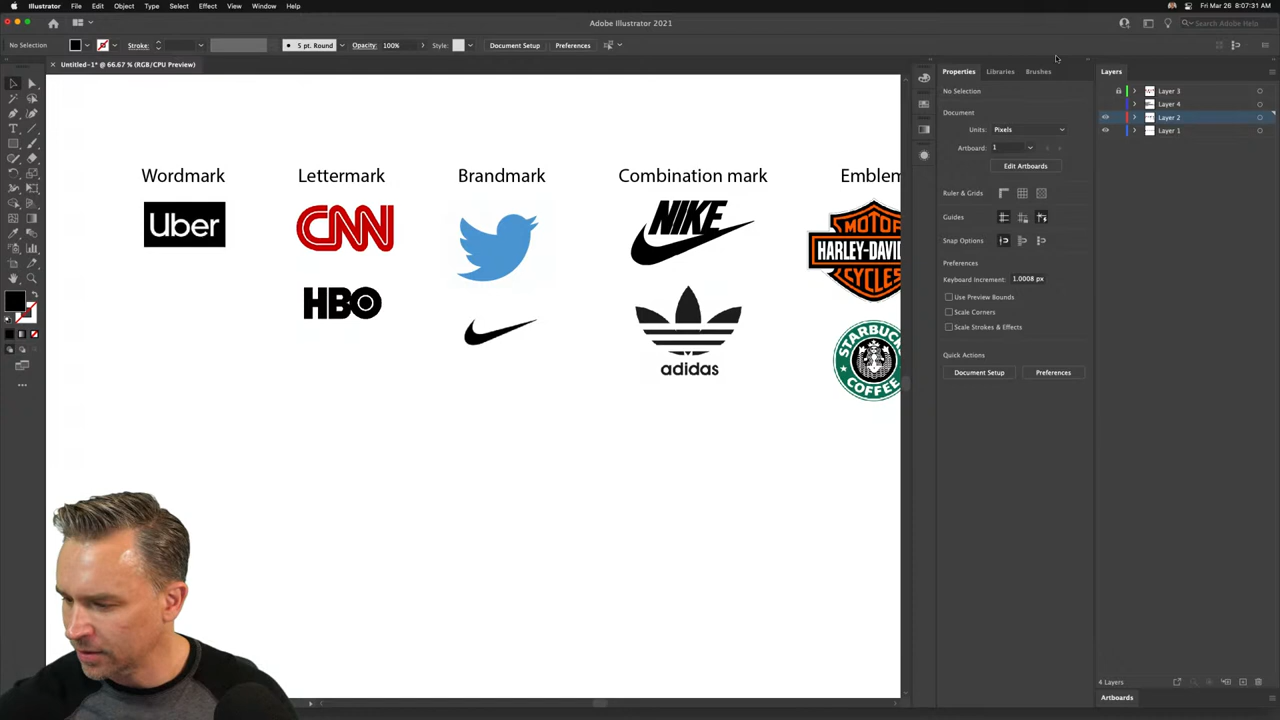 Illustrator File Edit Object Type Select Effect View Window Help
Fri Mar 26 8:07:31 AM
Adobe Illustrator 2021
Search Adobe Help
No Selection Stroke: 5 pt. Round Opacity: 100% Style: Document Setup Preferences
Untitled-1* @ 66.67 % (RGB/CPU Preview)
Wordmark Lettermark Brandmark Combination mark Emblem
Uber
CNN
HBO
NIKE
adidas
MOTOR
HARLEY-DAVID
CYCLES
STARBUCK
COFFEE
Properties Libraries Brushes
No Selection
Document
Units: Pixels
Artboard: 1
Edit Artboards
Ruler & Grids
Guides
Snap Options
Preferences
Keyboard Increment: 1.0008 px
Use Preview Bounds
Scale Corners
Scale Strokes & Effects
Quick Actions
Document Setup Preferences
Layers
Layer 3
Layer 4
Layer 2
Layer 1
4 Layers
Artboards